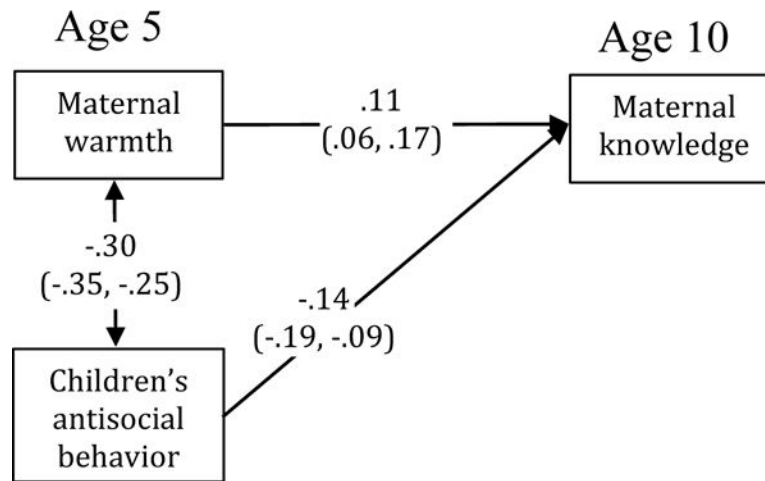 Age 5
Age 10
Maternal
warmth
.11
(.06, .17)
Maternal
knowledge
-.30
(-.35, -.25)
-.14
(-.19, -.09)
Children’s
antisocial
behavior